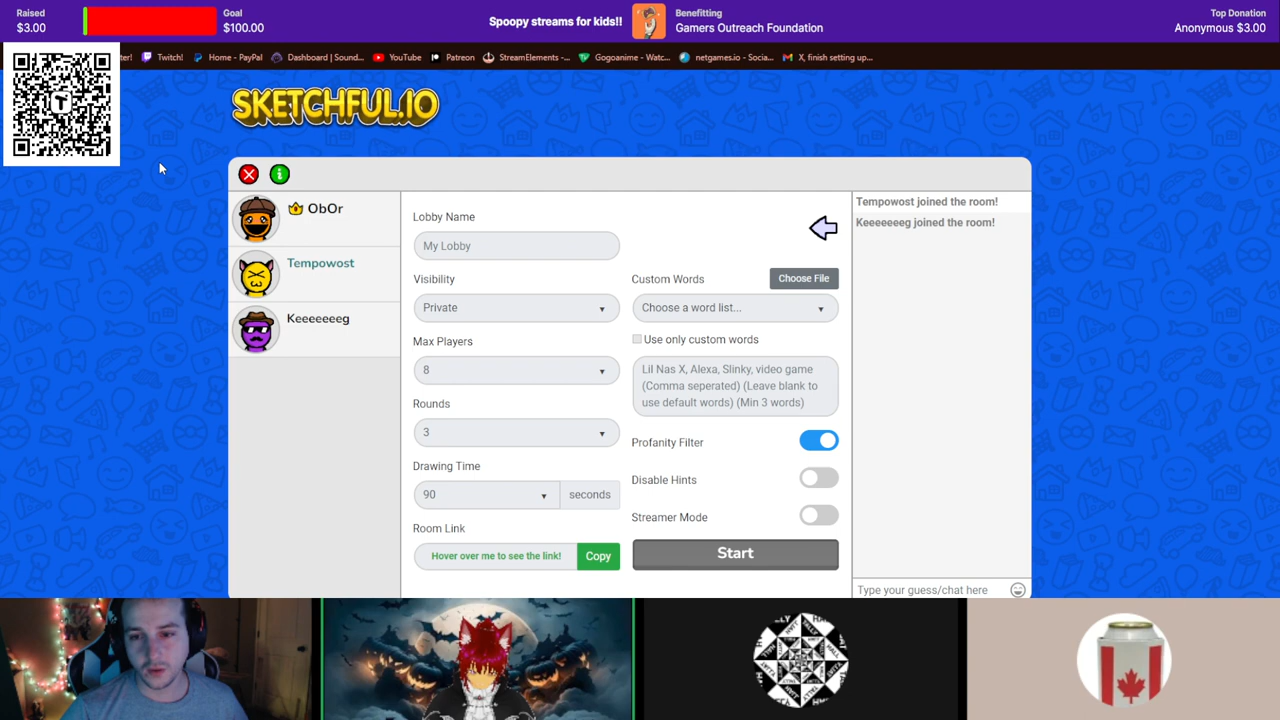 Raised
$3.00
Goal
$100.00
Spoopy streams for kids!!
Benefitting
Gamers Outreach Foundation
Top Donation
Anonymous $3.00
ter!
Twitch!
Home - PayPal
Dashboard | Sound...
YouTube
Patreon
StreamElements -...
Gogoanime - Watc...
netgames.io - Socia...
X, finish setting up...
SKETCHFUL.IO
ObOr
Tempowost
Keeeeeeeg
Lobby Name
My Lobby
Visibility
Private
Max Players
8
Rounds
3
Drawing Time
90
seconds
Room Link
Hover over me to see the link!
Copy
Custom Words
Choose File
Choose a word list...
Use only custom words
Lil Nas X, Alexa, Slinky, video game
(Comma seperated) (Leave blank to
use default words) (Min 3 words)
Profanity Filter
Disable Hints
Streamer Mode
Start
Tempowost joined the room!
Keeeeeeeg joined the room!
Type your guess/chat here